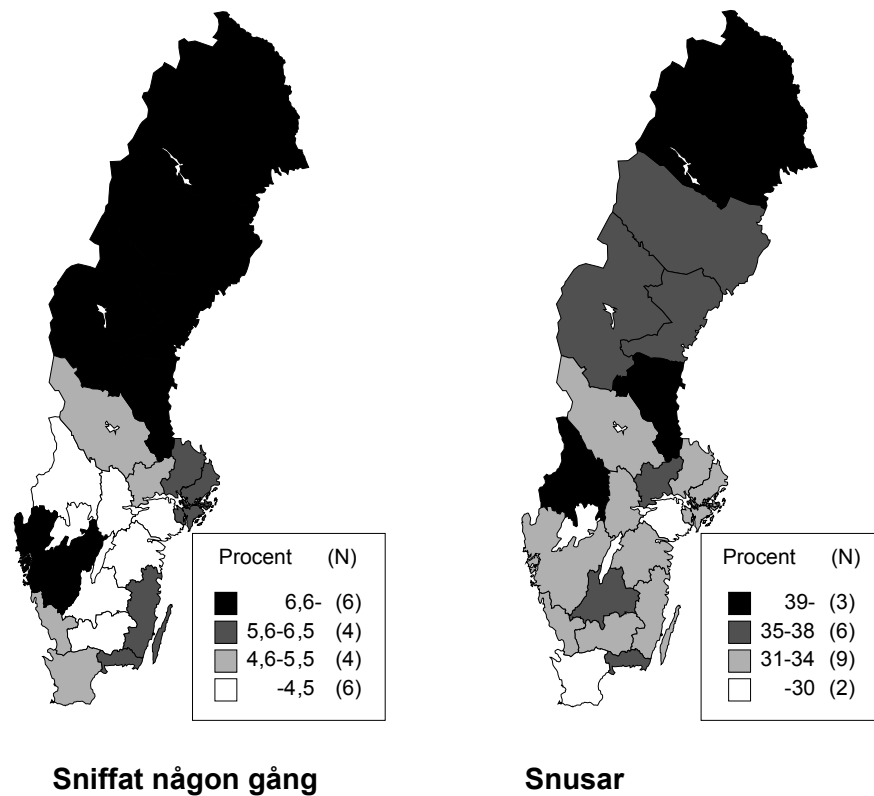 Procent (N)
6,6- (6)
5,6-6,5 (4)
4,6-5,5 (4)
-4,5 (6)
Procent (N)
39- (3)
35-38 (6)
31-34 (9)
-30 (2)
Sniffat någon gång
Snusar